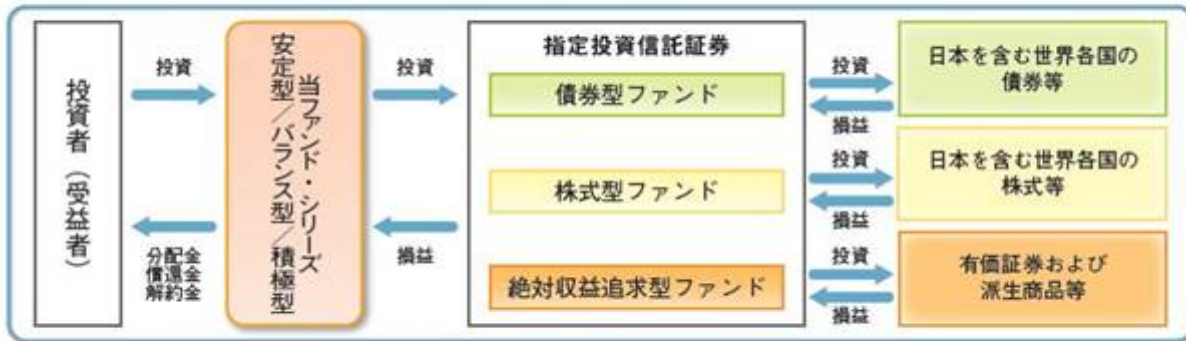 投資者（受益者）
投資
分配金
償還金
解約金
当ファンド・シリーズ
安定型／バランス型／積極型
投資
損益
指定投資信託証券
債券型ファンド
株式型ファンド
絶対収益追求型ファンド
投資
損益
日本を含む世界各国の
債券等
投資
損益
日本を含む世界各国の
株式等
投資
損益
有価証券および
派生商品等